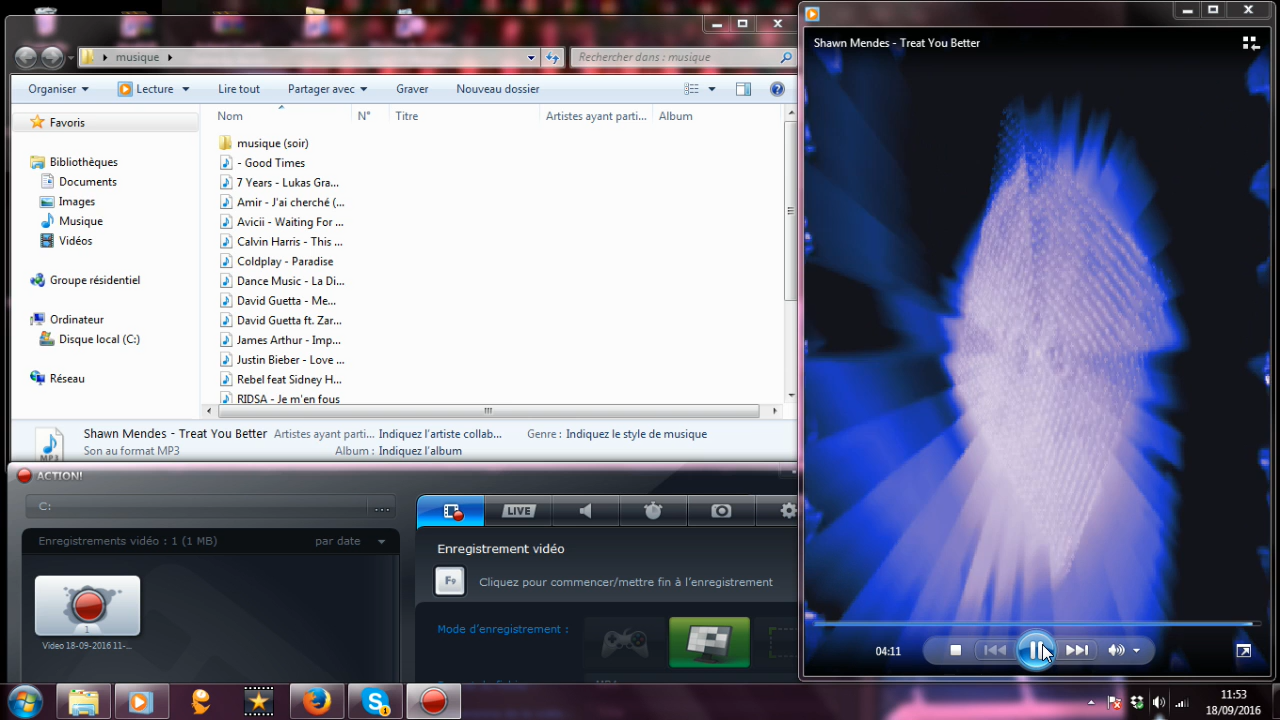 musique
Rechercher dans : musique
Organiser
Lecture
Lire tout
Partager avec
Graver
Nouveau dossier
Nom
N°
Titre
Artistes ayant parti...
Album
Favoris
Bibliothèques
Documents
Images
Musique
Vidéos
Groupe résidentiel
Ordinateur
Disque local (C:)
Réseau
musique (soir)
- Good Times
7 Years - Lukas Gra...
Amir - J'ai cherché (...
Avicii - Waiting For ...
Calvin Harris - This ...
Coldplay - Paradise
Dance Music - La Di...
David Guetta - Me...
David Guetta ft. Zar...
James Arthur - Imp...
Justin Bieber - Love ...
Rebel feat Sidney H...
RIDSA - Je m'en fous
Shawn Mendes - Treat You Better
Artistes ayant parti... Indiquez l'artiste collab...
Genre : Indiquez le style de musique
Son au format MP3
Album : Indiquez l'album
MP3
ACTION!
C:
...
Enregistrements vidéo : 1 (1 MB)
par date
1
Video 18-09-2016 11-...
LIVE
Enregistrement vidéo
F9
Cliquez pour commencer/mettre fin à l'enregistrement
Mode d'enregistrement :
Shawn Mendes - Treat You Better
04:11
11:53
18/09/2016